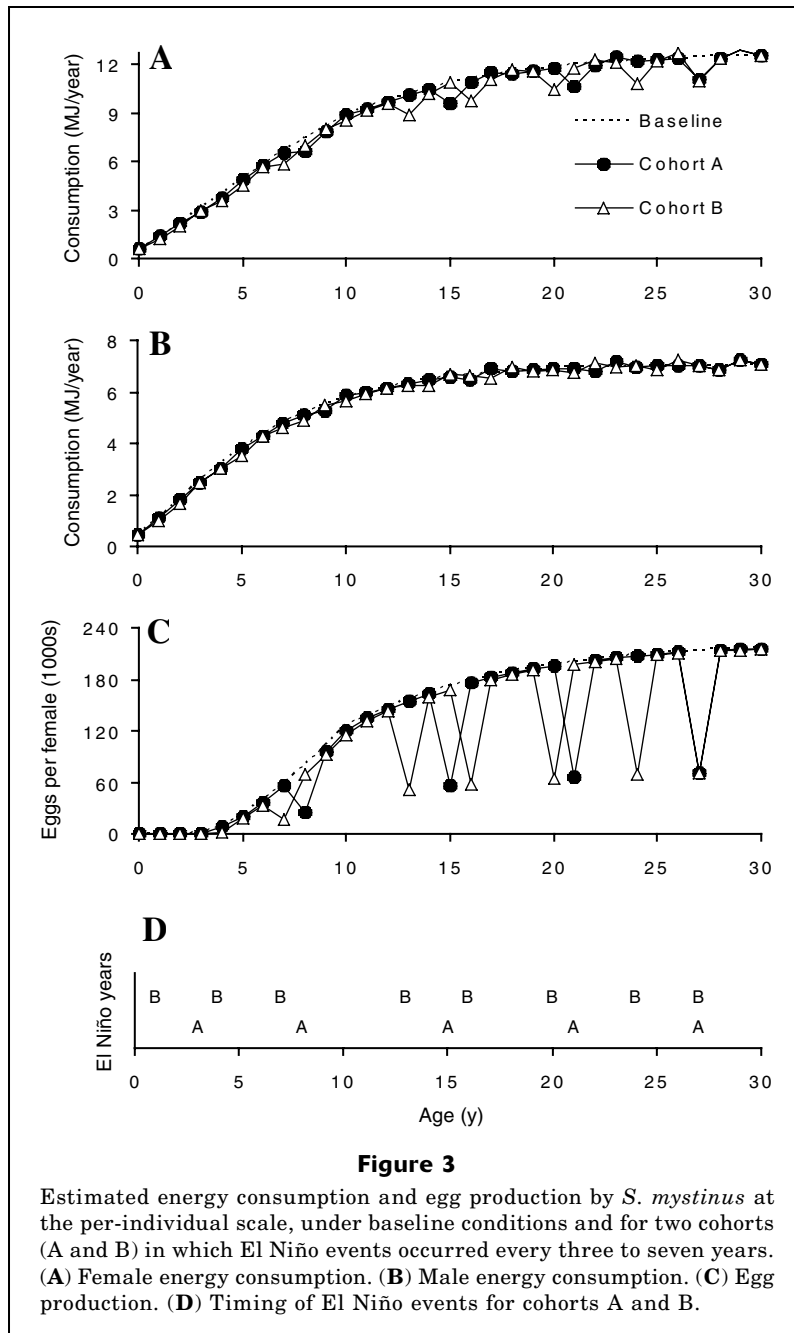 A
Consumption (MJ/year)
12
9
6
3
0
Baseline
Cohort A
Cohort B
0 5 10 15 20 25 30
B
Consumption (MJ/year)
8
6
4
2
0
0 5 10 15 20 25 30
C
Eggs per female (1000s)
240
180
120
60
0
0 5 10 15 20 25 30
D
El Niño years
B B B B B B B B
A A A A A
0 5 10 15 20 25 30
Age (y)
Figure 3
Estimated energy consumption and egg production by S. mystinus at
the per-individual scale, under baseline conditions and for two cohorts
(A and B) in which El Niño events occurred every three to seven years.
(A) Female energy consumption. (B) Male energy consumption. (C) Egg
production. (D) Timing of El Niño events for cohorts A and B.